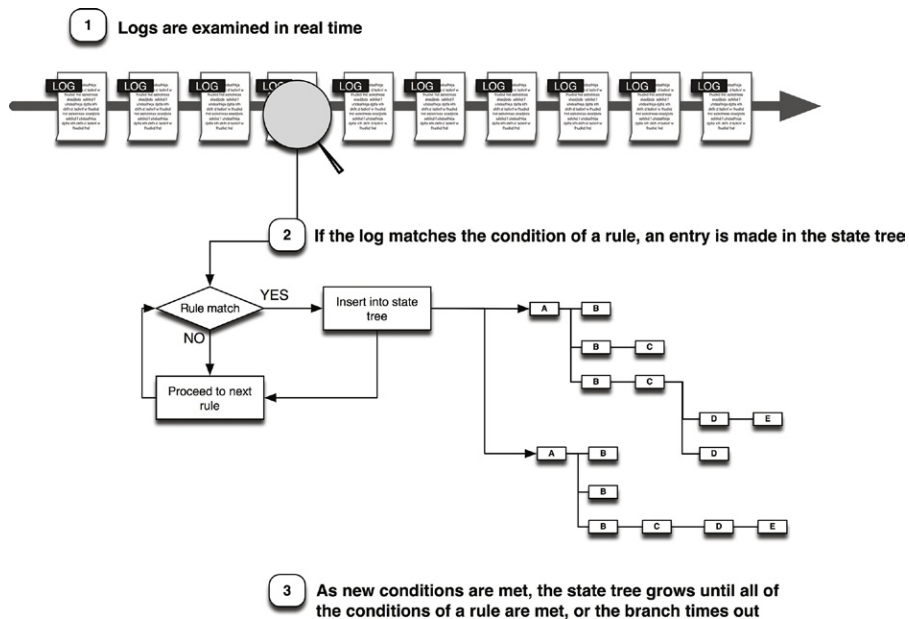 1 Logs are examined in real time
LOG LOG LOG LOG LOG LOG LOG LOG LOG LOG
2 If the log matches the condition of a rule, an entry is made in the state tree
Rule match
YES
NO
Insert into state
tree
Proceed to next
rule
A B
B C
B C
D E
D
A B
B
B C D E
3 As new conditions are met, the state tree grows until all of
the conditions of a rule are met, or the branch times out